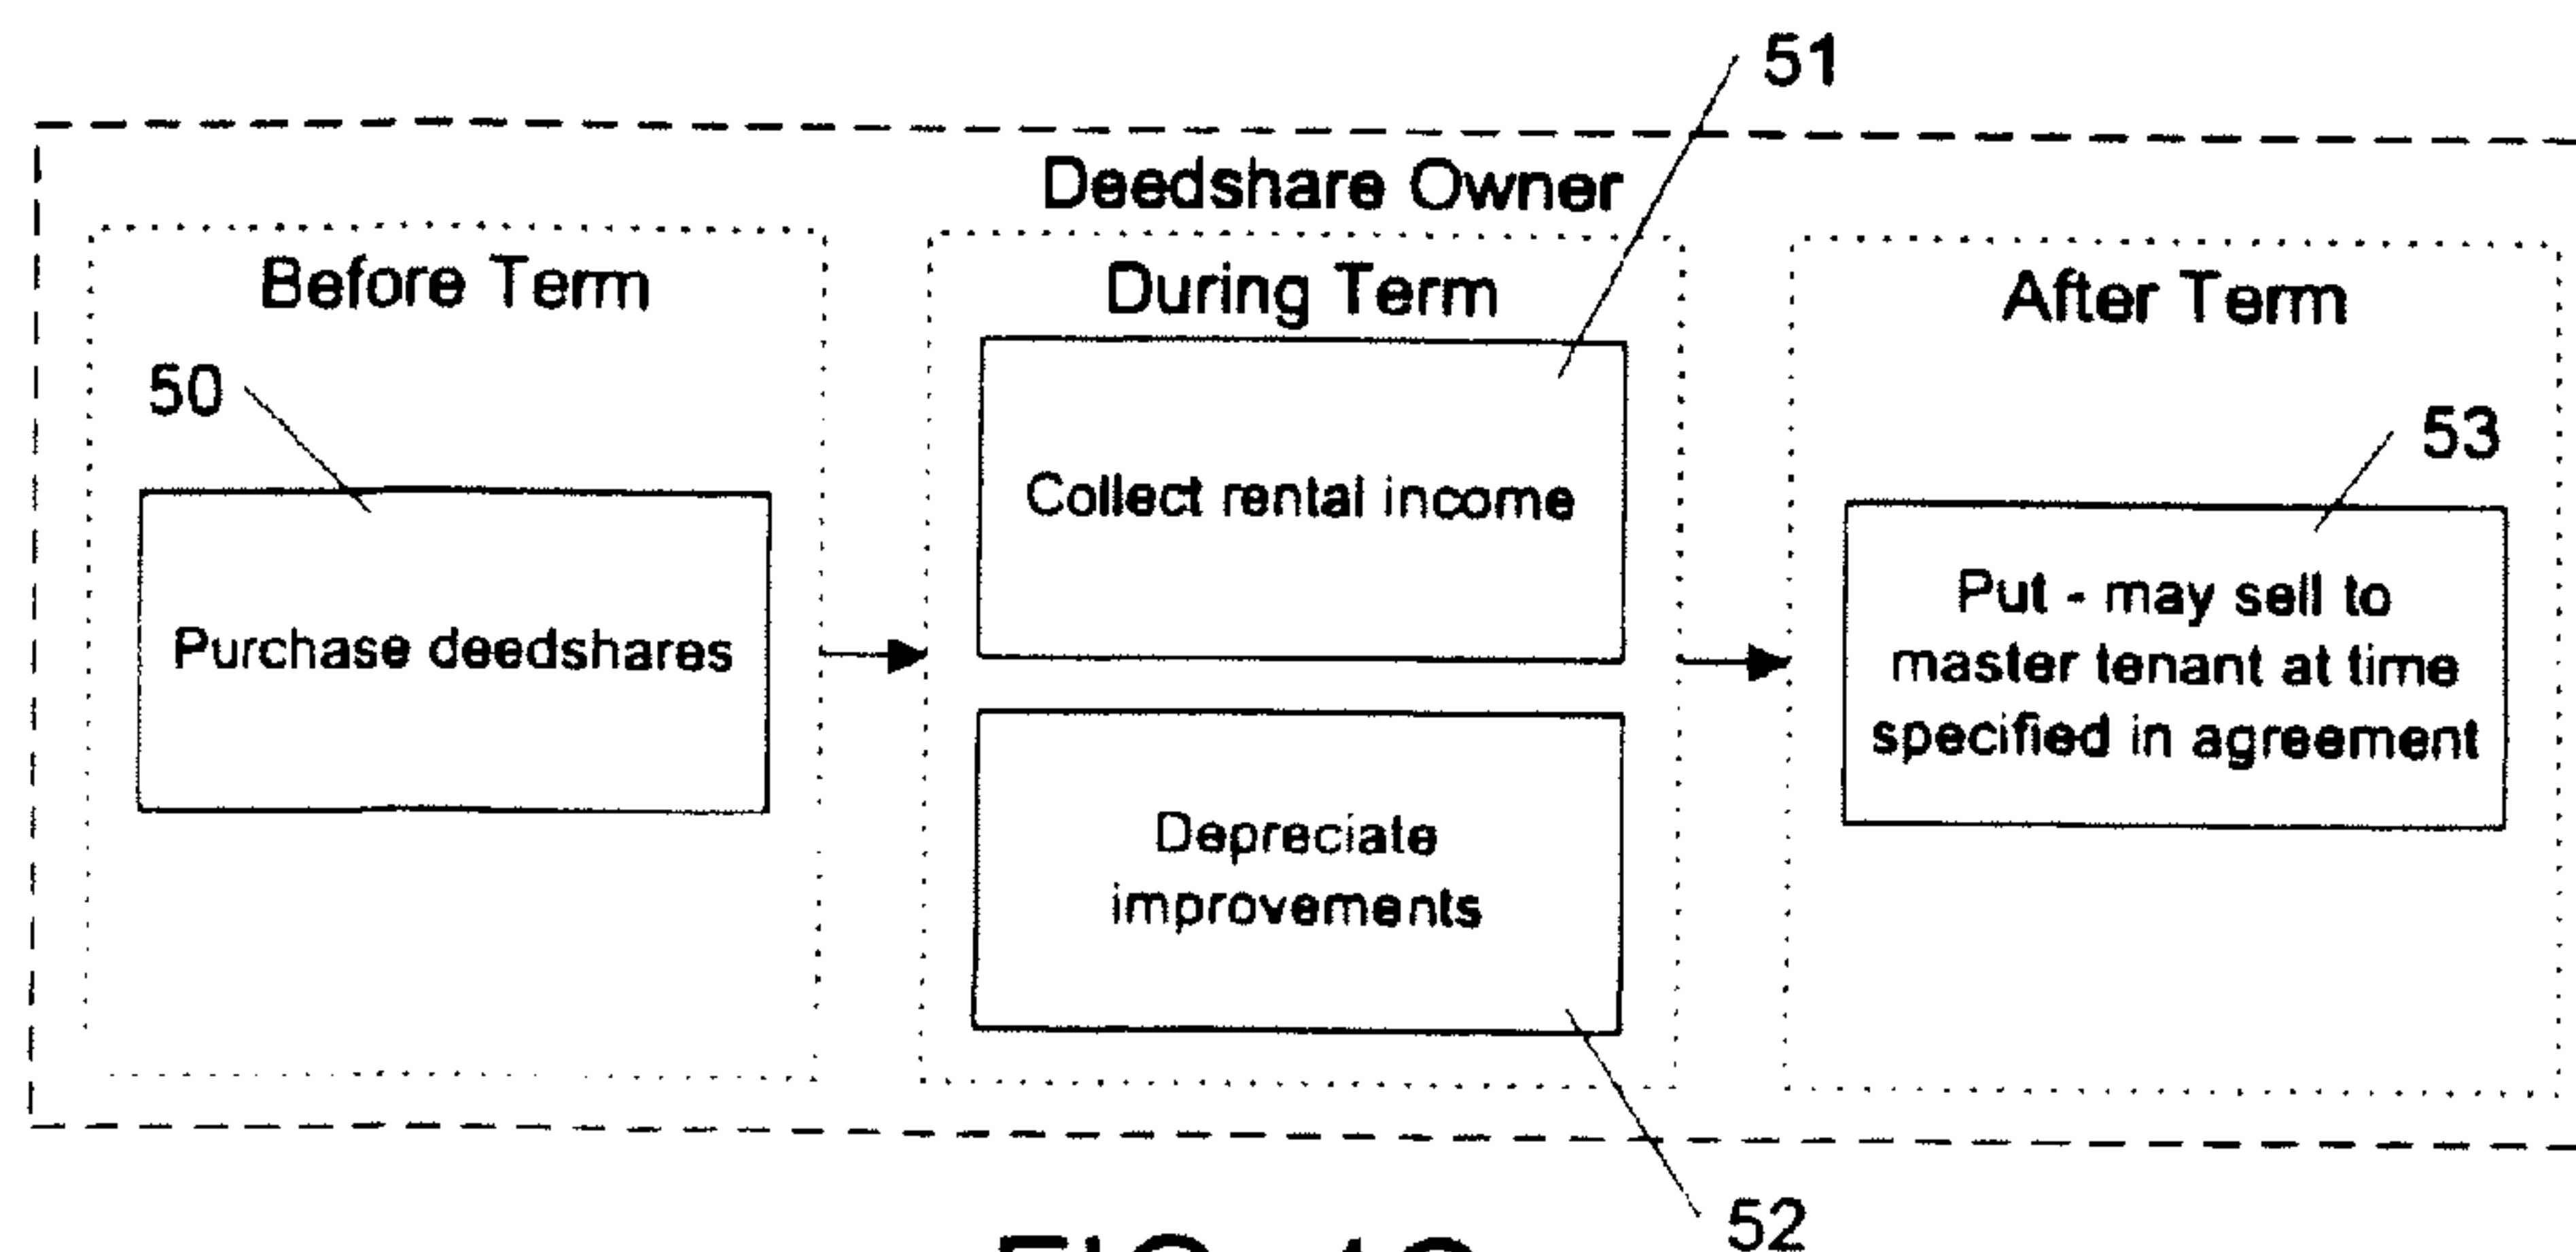 51
Deedshare Owner
Before Term
During Term
After Term
50
53
Collect rental income
Purchase deedshares
Put - may sell to
master tenant at time
specified in agreement
Depreciate
improvements
52